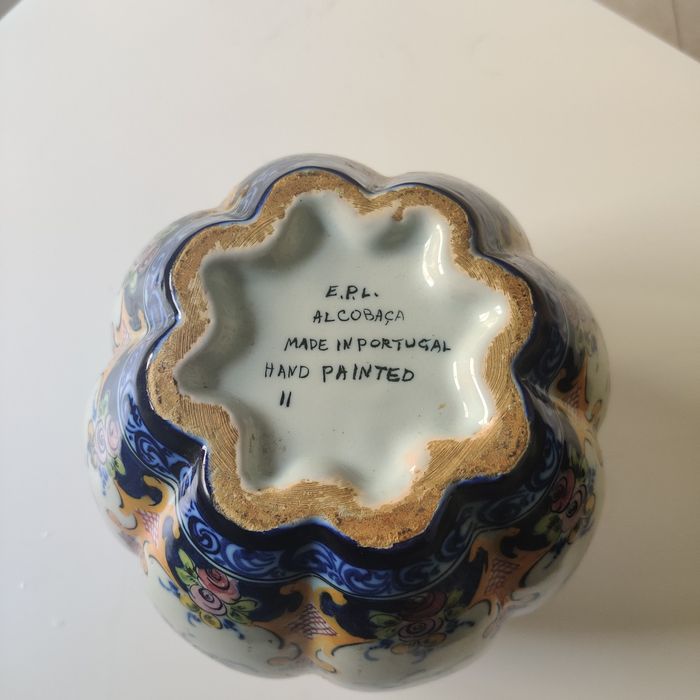 E.P.L.
ALCOBAÇA
MADE IN PORTUGAL
HAND PAINTED
11